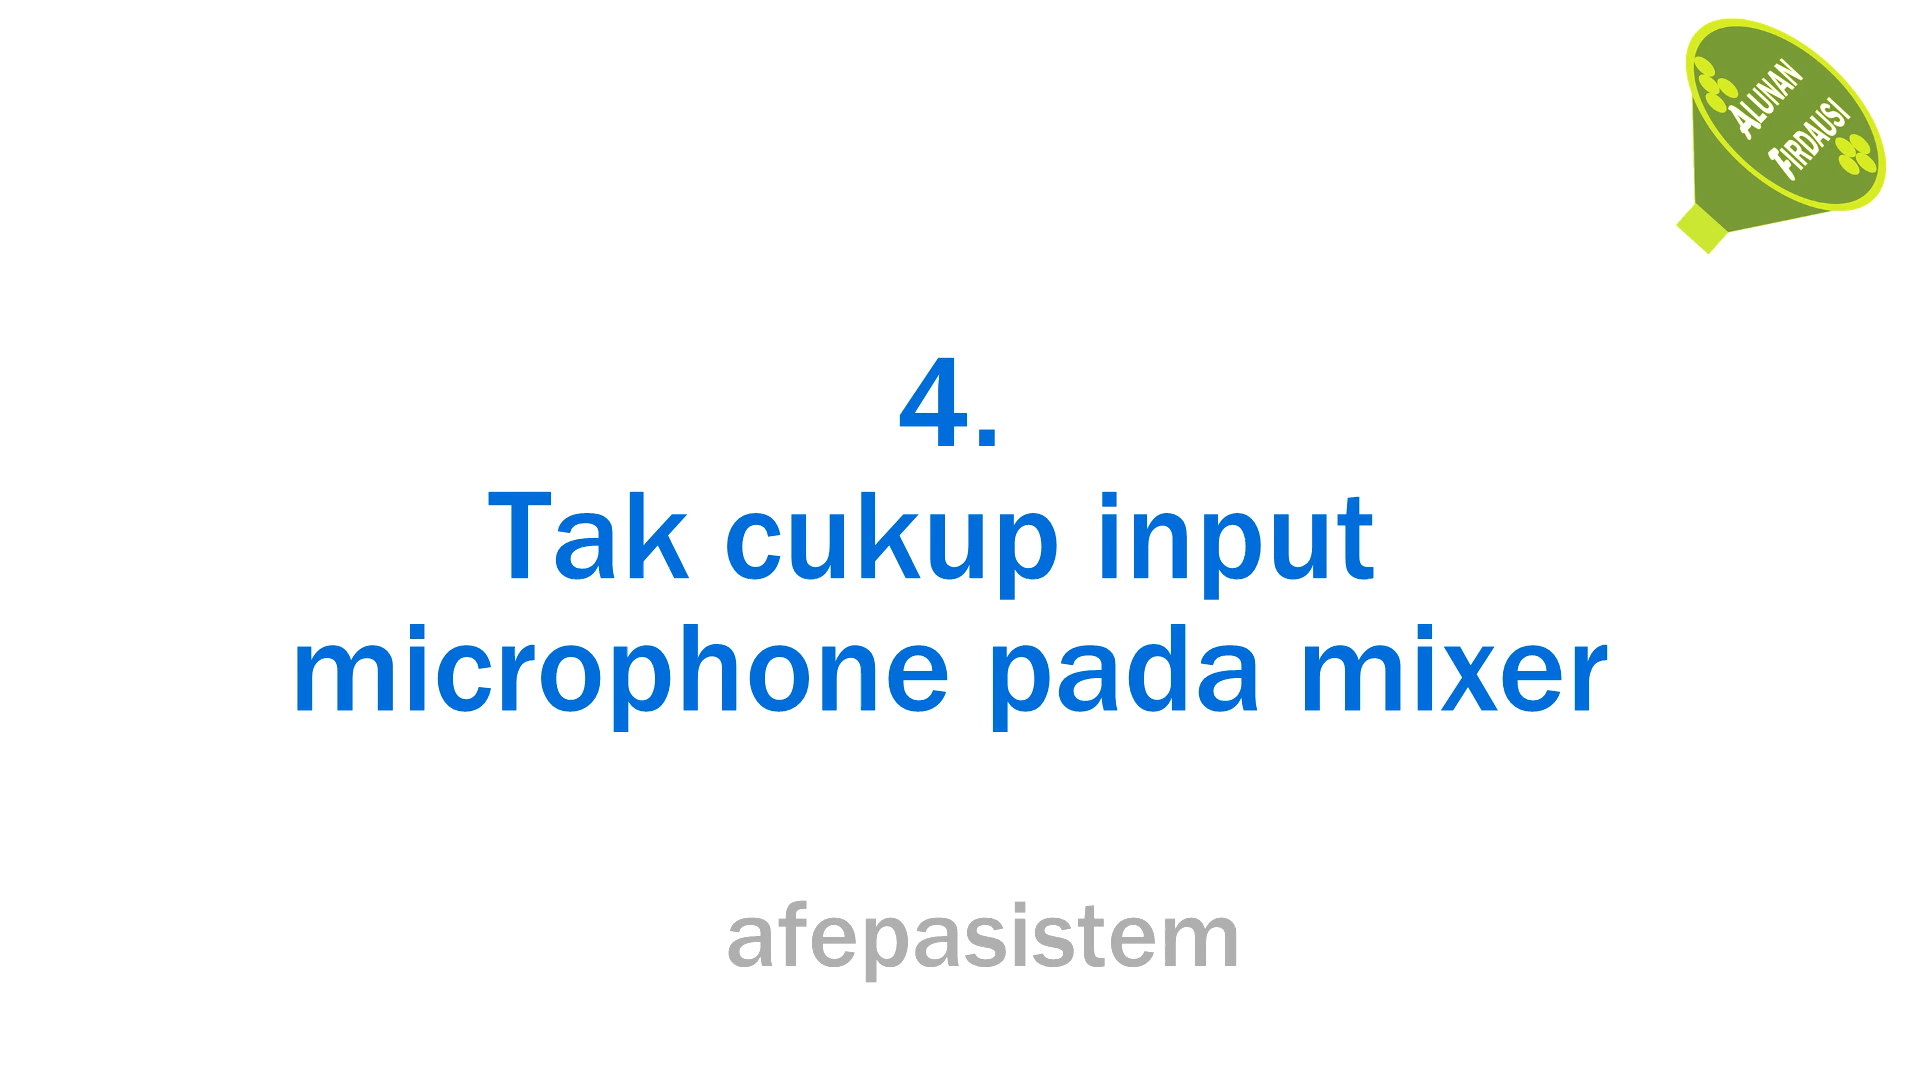 ALUNAN
FIRDAUSI
4.
Tak cukup input
microphone pada mixer
afepasistem